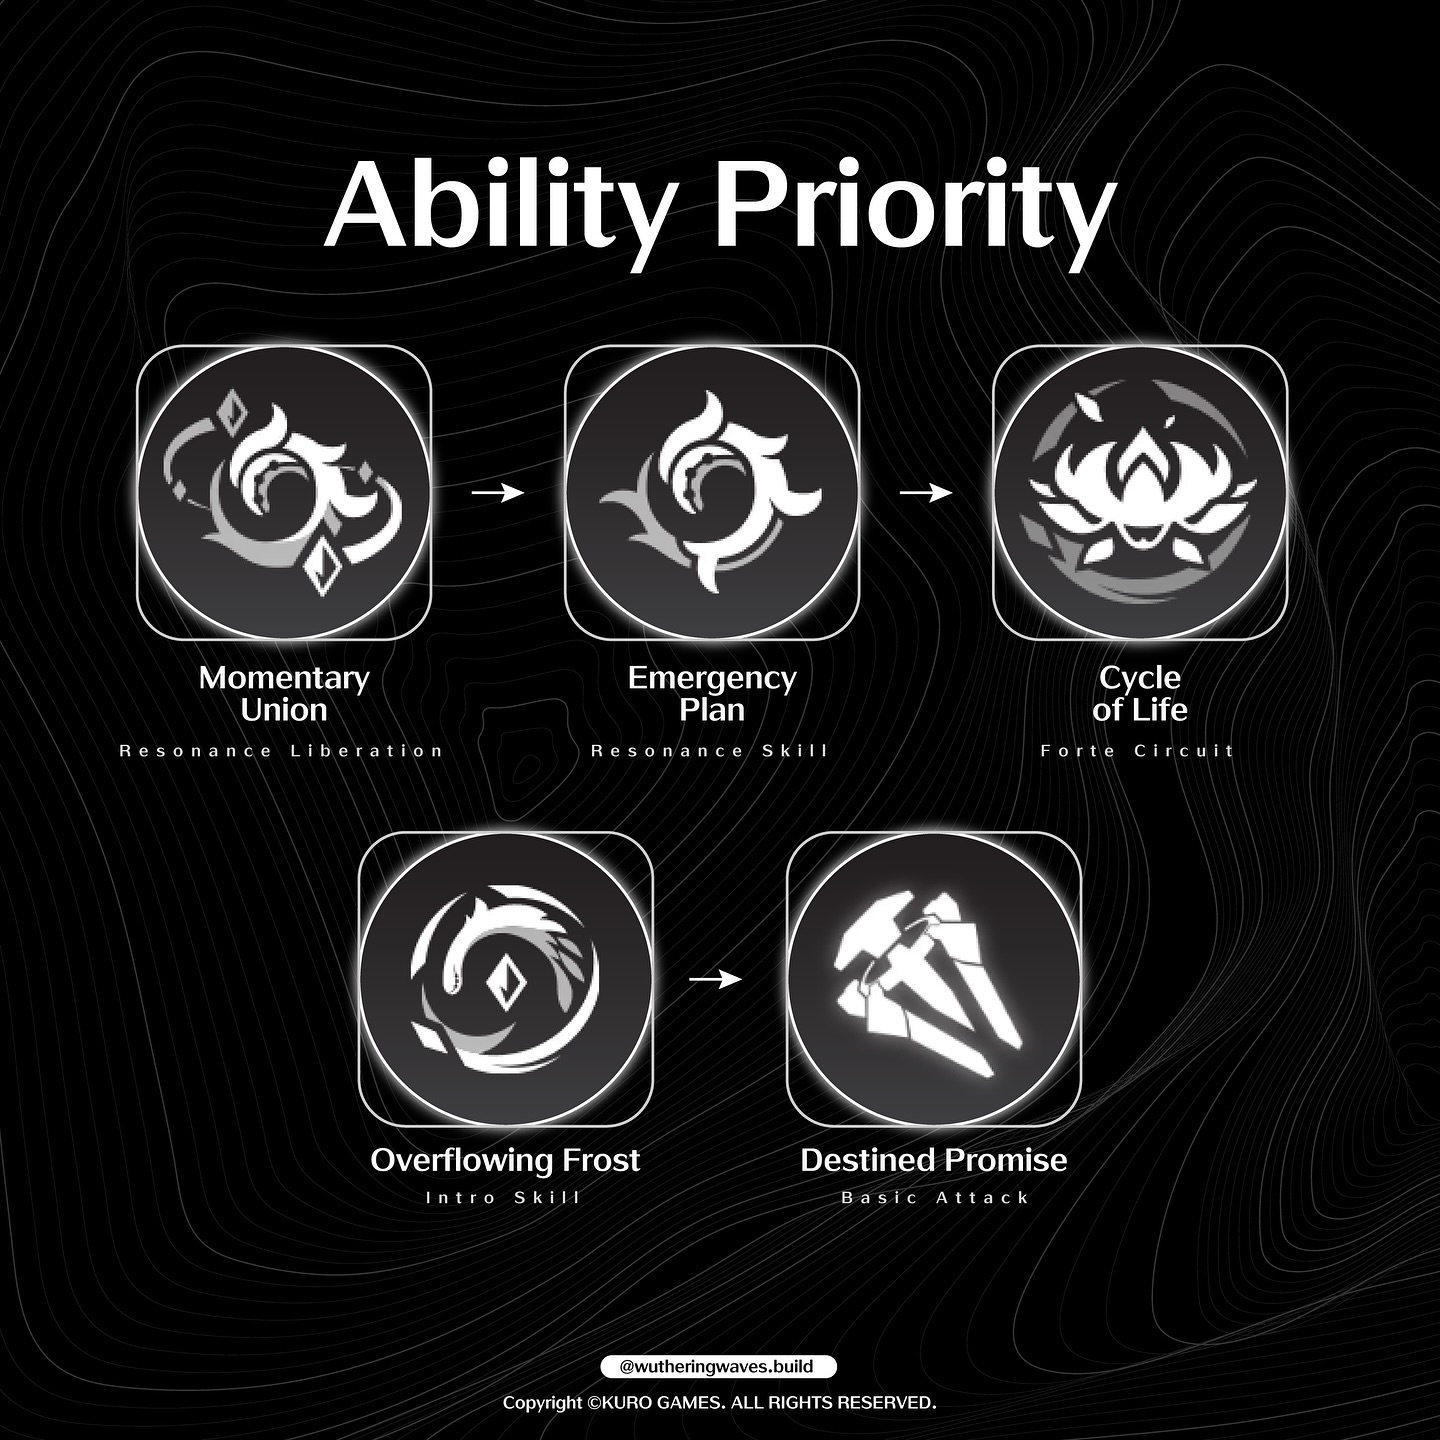 Ability Priority
Momentary
Union
Resonance Liberation
Emergency
Plan
Resonance Skill
Cycle
of Life
Forte Circuit
Overflowing Frost
Intro Skill
Destined Promise
Basic Attack
@wutheringwaves.build
Copyright ©KURO GAMES. ALL RIGHTS RESERVED.